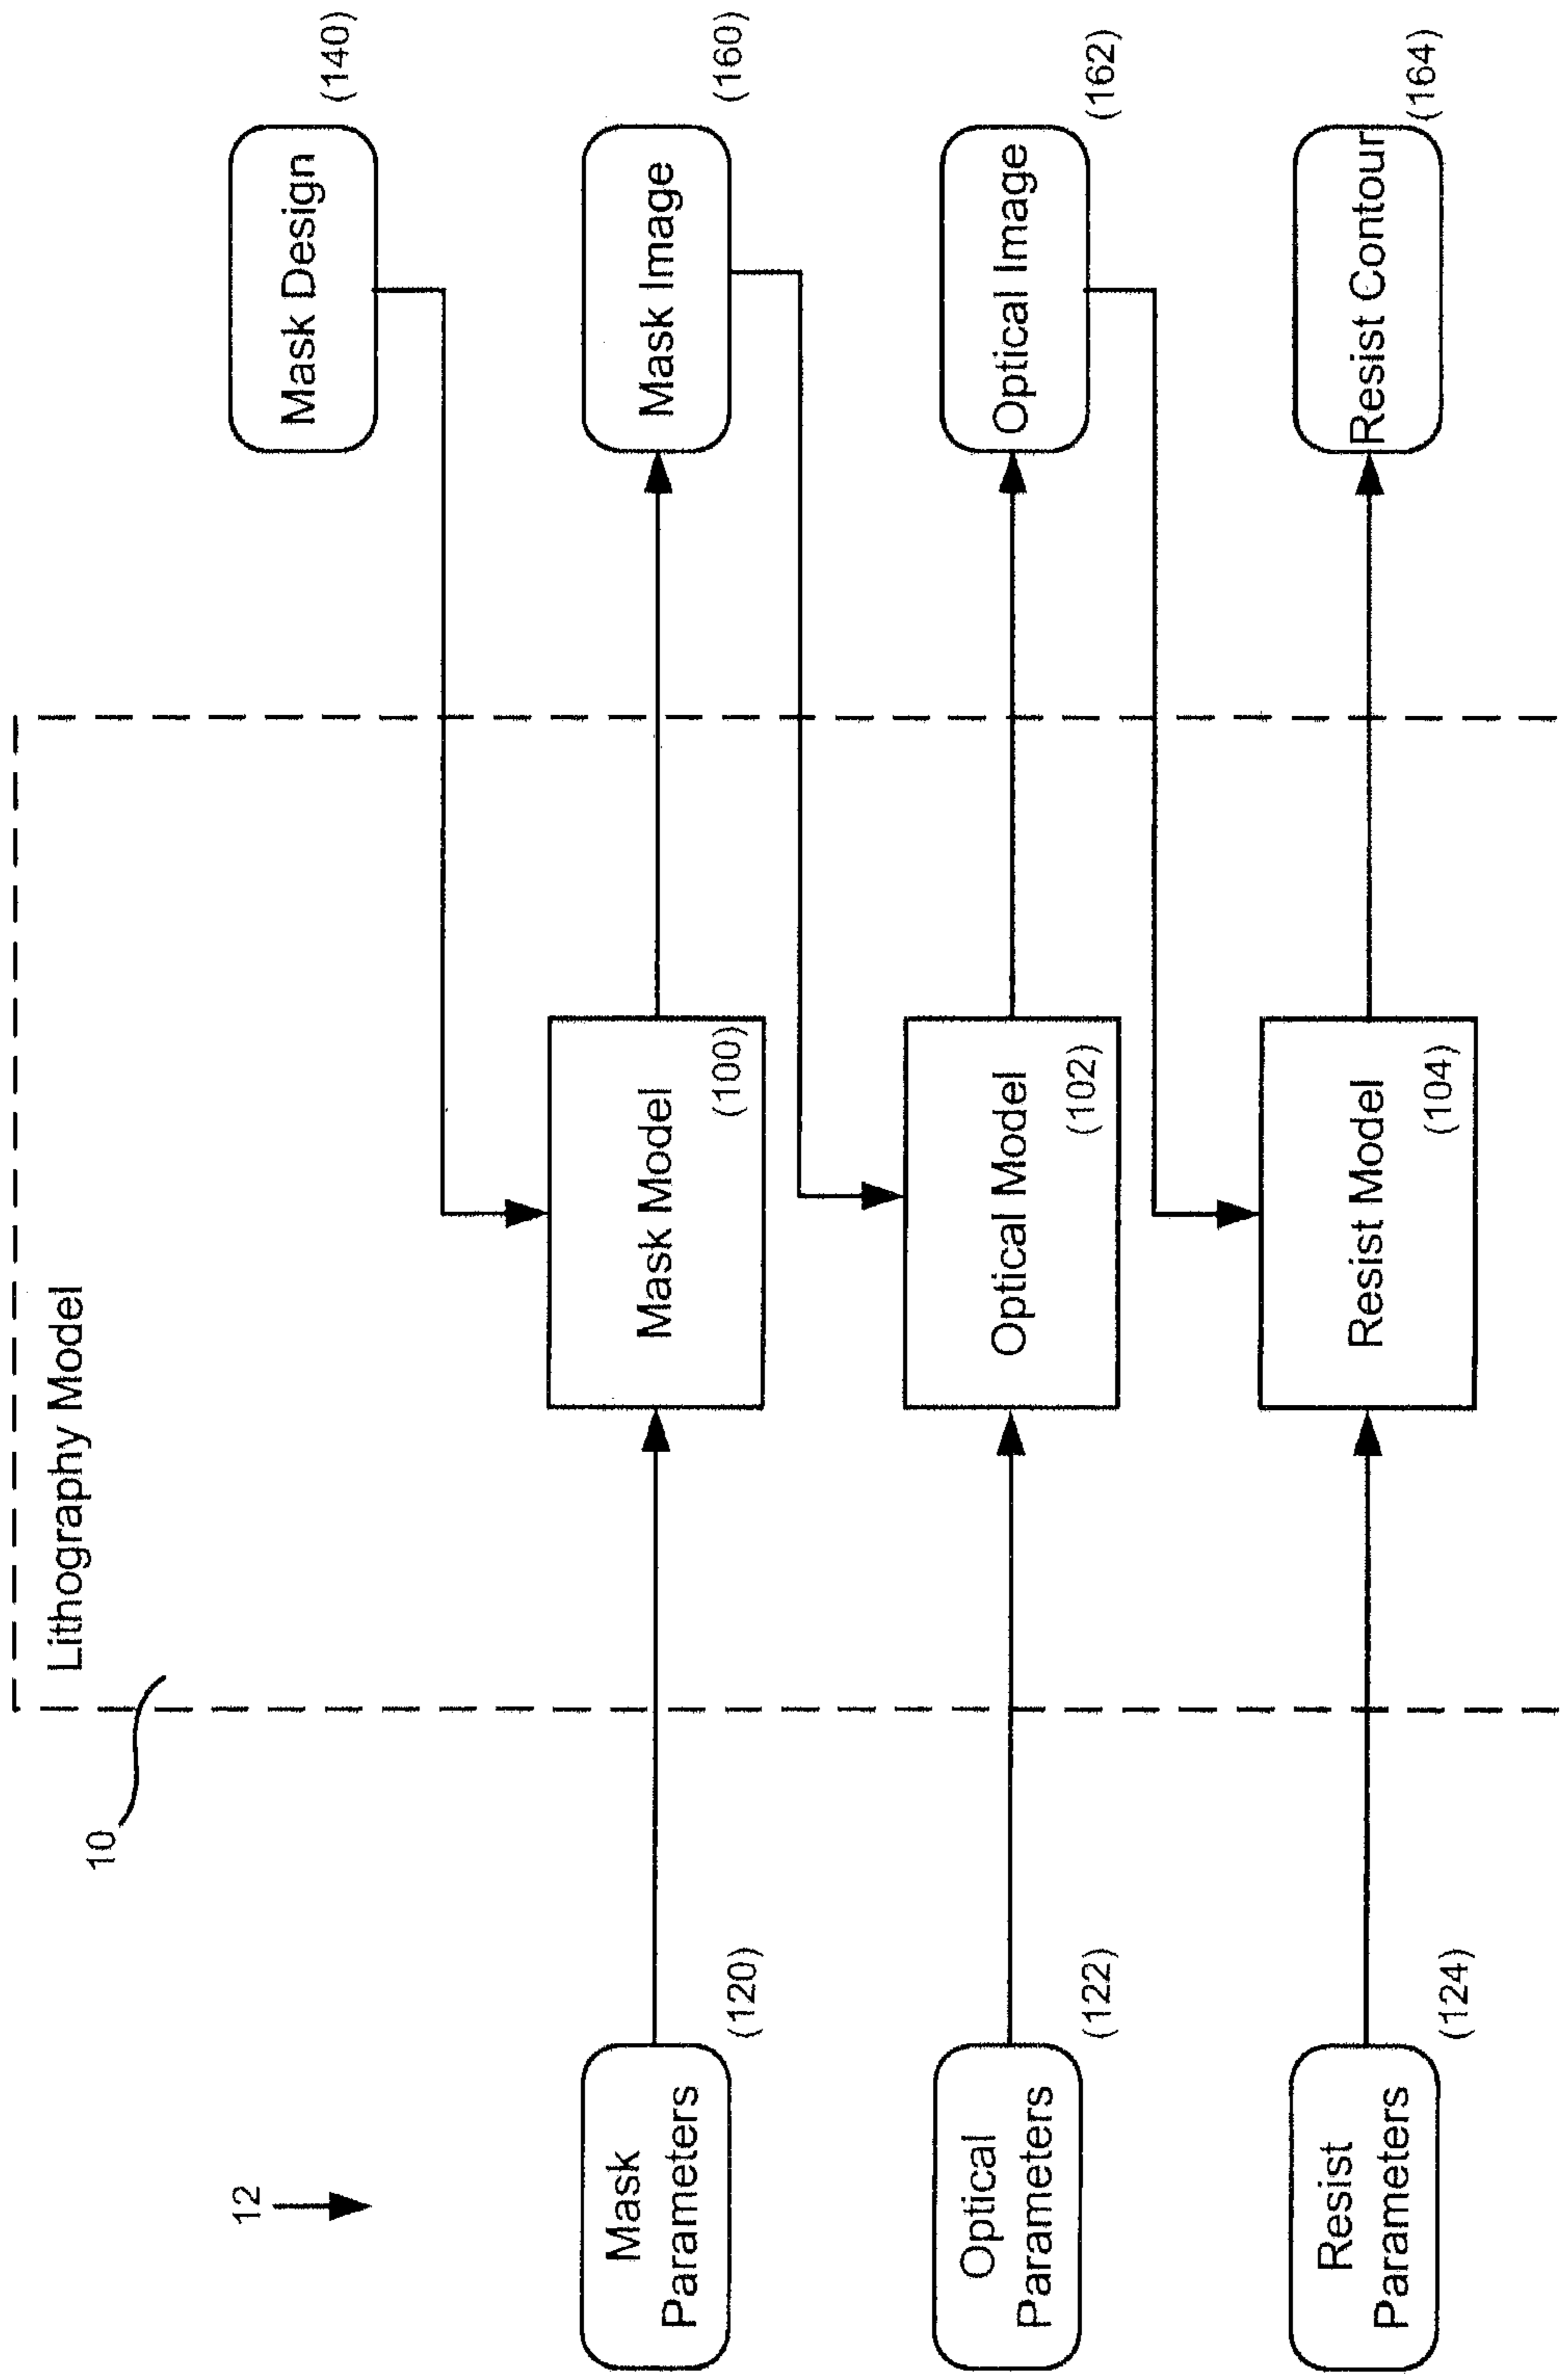 Lithography Model
10
12
Mask Design
(140)
Mask
Parameters
(120)
Mask Model
(100)
Mask Image
(160)
Optical
Parameters
(122)
Optical Model
(102)
Optical Image
(162)
Resist
Parameters
(124)
Resist Model
(104)
Resist Contour
(164)